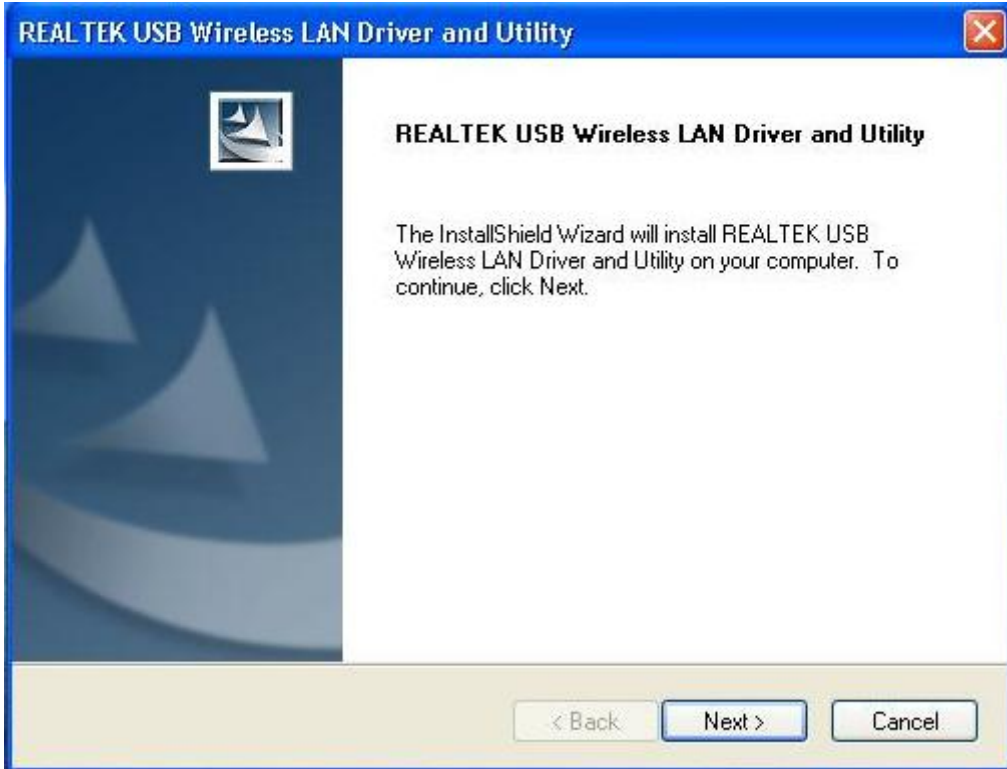 REALTEK USB Wireless LAN Driver and Utility
REALTEK USB Wireless LAN Driver and Utility
The InstallShield Wizard will install REALTEK USB
Wireless LAN Driver and Utility on your computer. To
continue, click Next.
< Back
Next >
Cancel